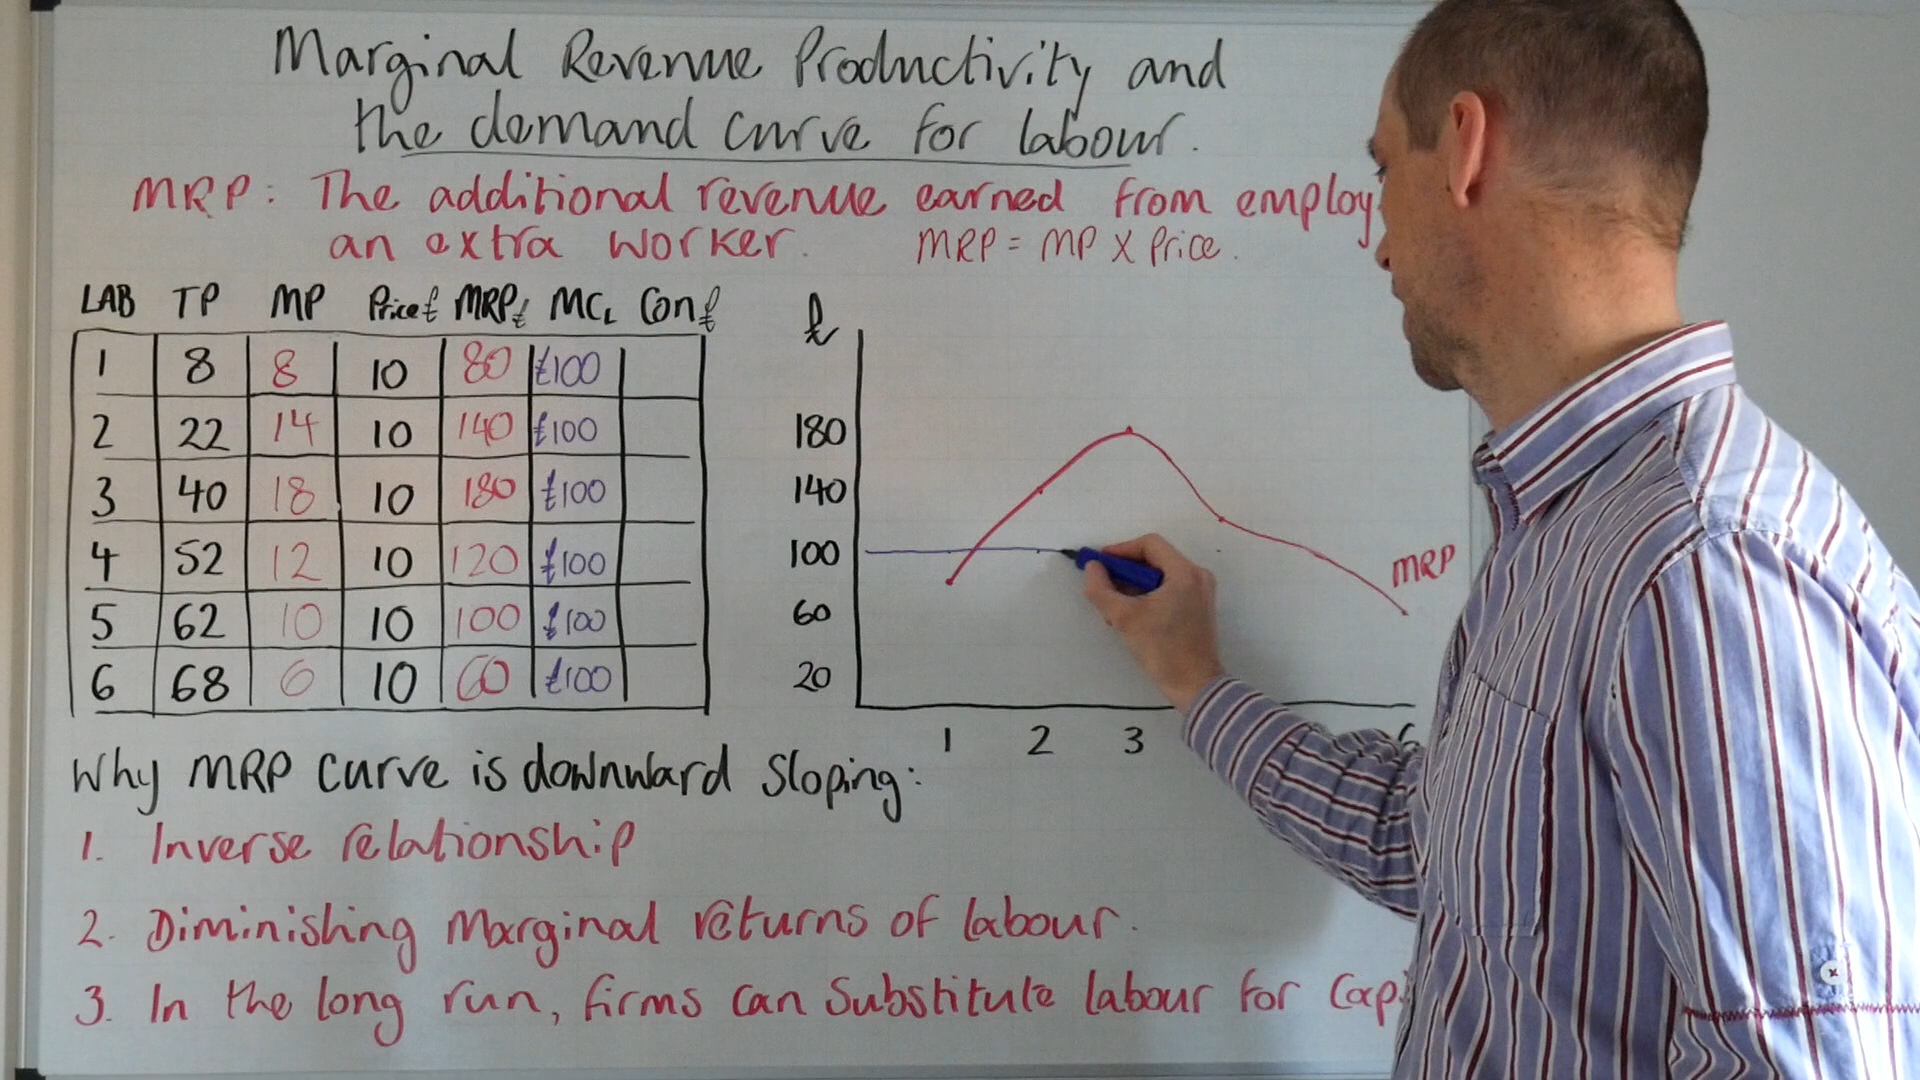 Marginal Revenue Productivity and
the demand curve for labour.
MRP: The additional revenue earned from employ
an extra worker. MRP = MP X Price.
LAB TP MP Price£ MRP£ MCL Con£
1 8 8 10 80 £100
2 22 14 10 140 £100
3 40 18 10 180 £100
4 52 12 10 120 £100
5 62 10 10 100 £100
6 68 6 10 60 £100
£
180
140
100
60
20
MRP
1 2 3
Why MRP curve is downward sloping:
1. Inverse relationship
2. Diminishing marginal returns of labour.
3. In the long run, firms can substitute labour for Cap